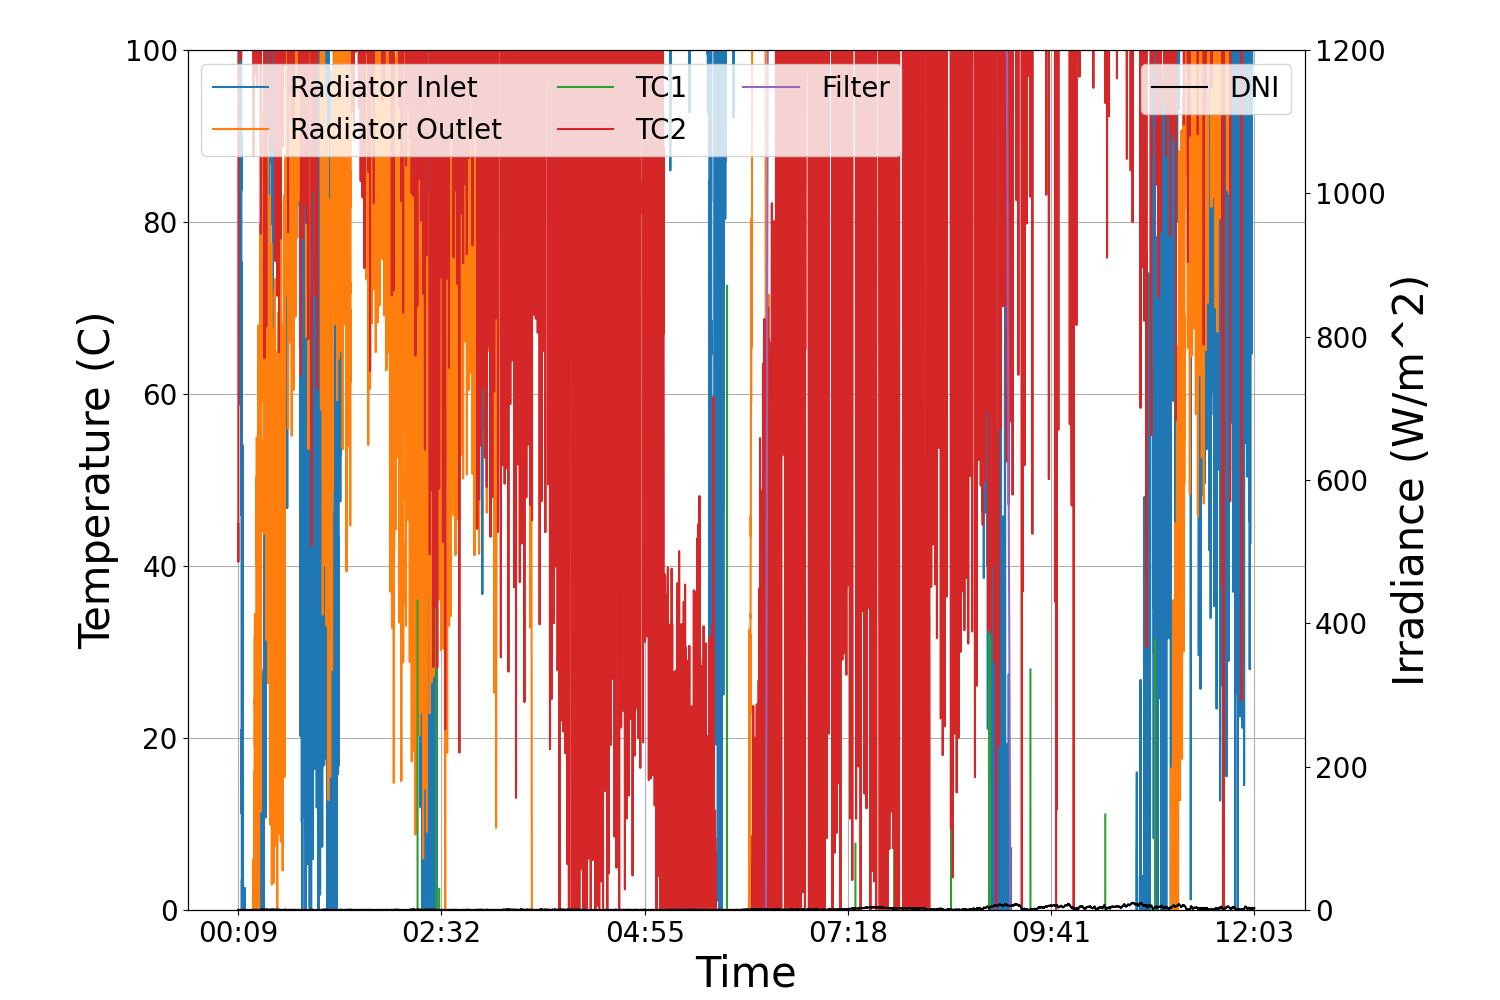 100
80
60
40
20
0
Temperature (C)
Radiator Inlet
Radiator Outlet
TC1
TC2
Filter
DNI
1200
1000
800
600
400
200
0
Irradiance (W/m^2)
00:09 02:32 04:55 07:18 09:41 12:03
Time